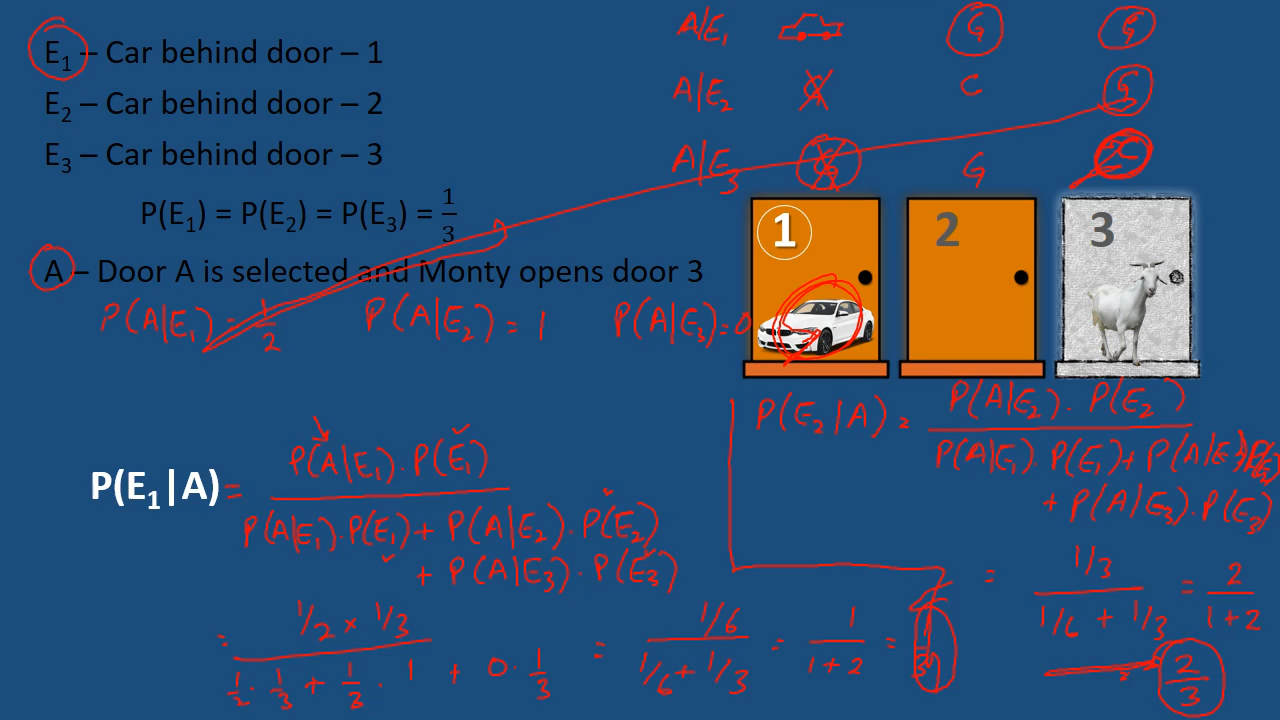 E₁ – Car behind door – 1
E₂ – Car behind door – 2
E₃ – Car behind door – 3
P(E₁) = P(E₂) = P(E₃) = 1/3
A – Door A is selected and Monty opens door 3
P(A|E₁) = 1/2 P(A|E₂) = 1 P(A|E₃) = 0
A|E₁ G G
A|E₂ G C G
A|E₃ G G C
1 2 3
P(E₁|A) = P(A|E₁) . P(E₁) / P(A|E₁) . P(E₁) + P(A|E₂) . P(E₂)
+ P(A|E₃) . P(E₃)
= 1/2 × 1/3 / 1/2 . 1/3 + 1/3 . 1 + 0 . 1/3 = 1/6 / 1/6 + 1/3 = 1 / 1+2 = 1/3
P(E₂|A) = P(A|E₂) . P(E₂) / P(A|E₁) . P(E₁) + P(A|E₂) P(E₂)
+ P(A|E₃) . P(E₃)
= 1/3 / 1/6 + 1/3 = 2 / 1+2
2/3